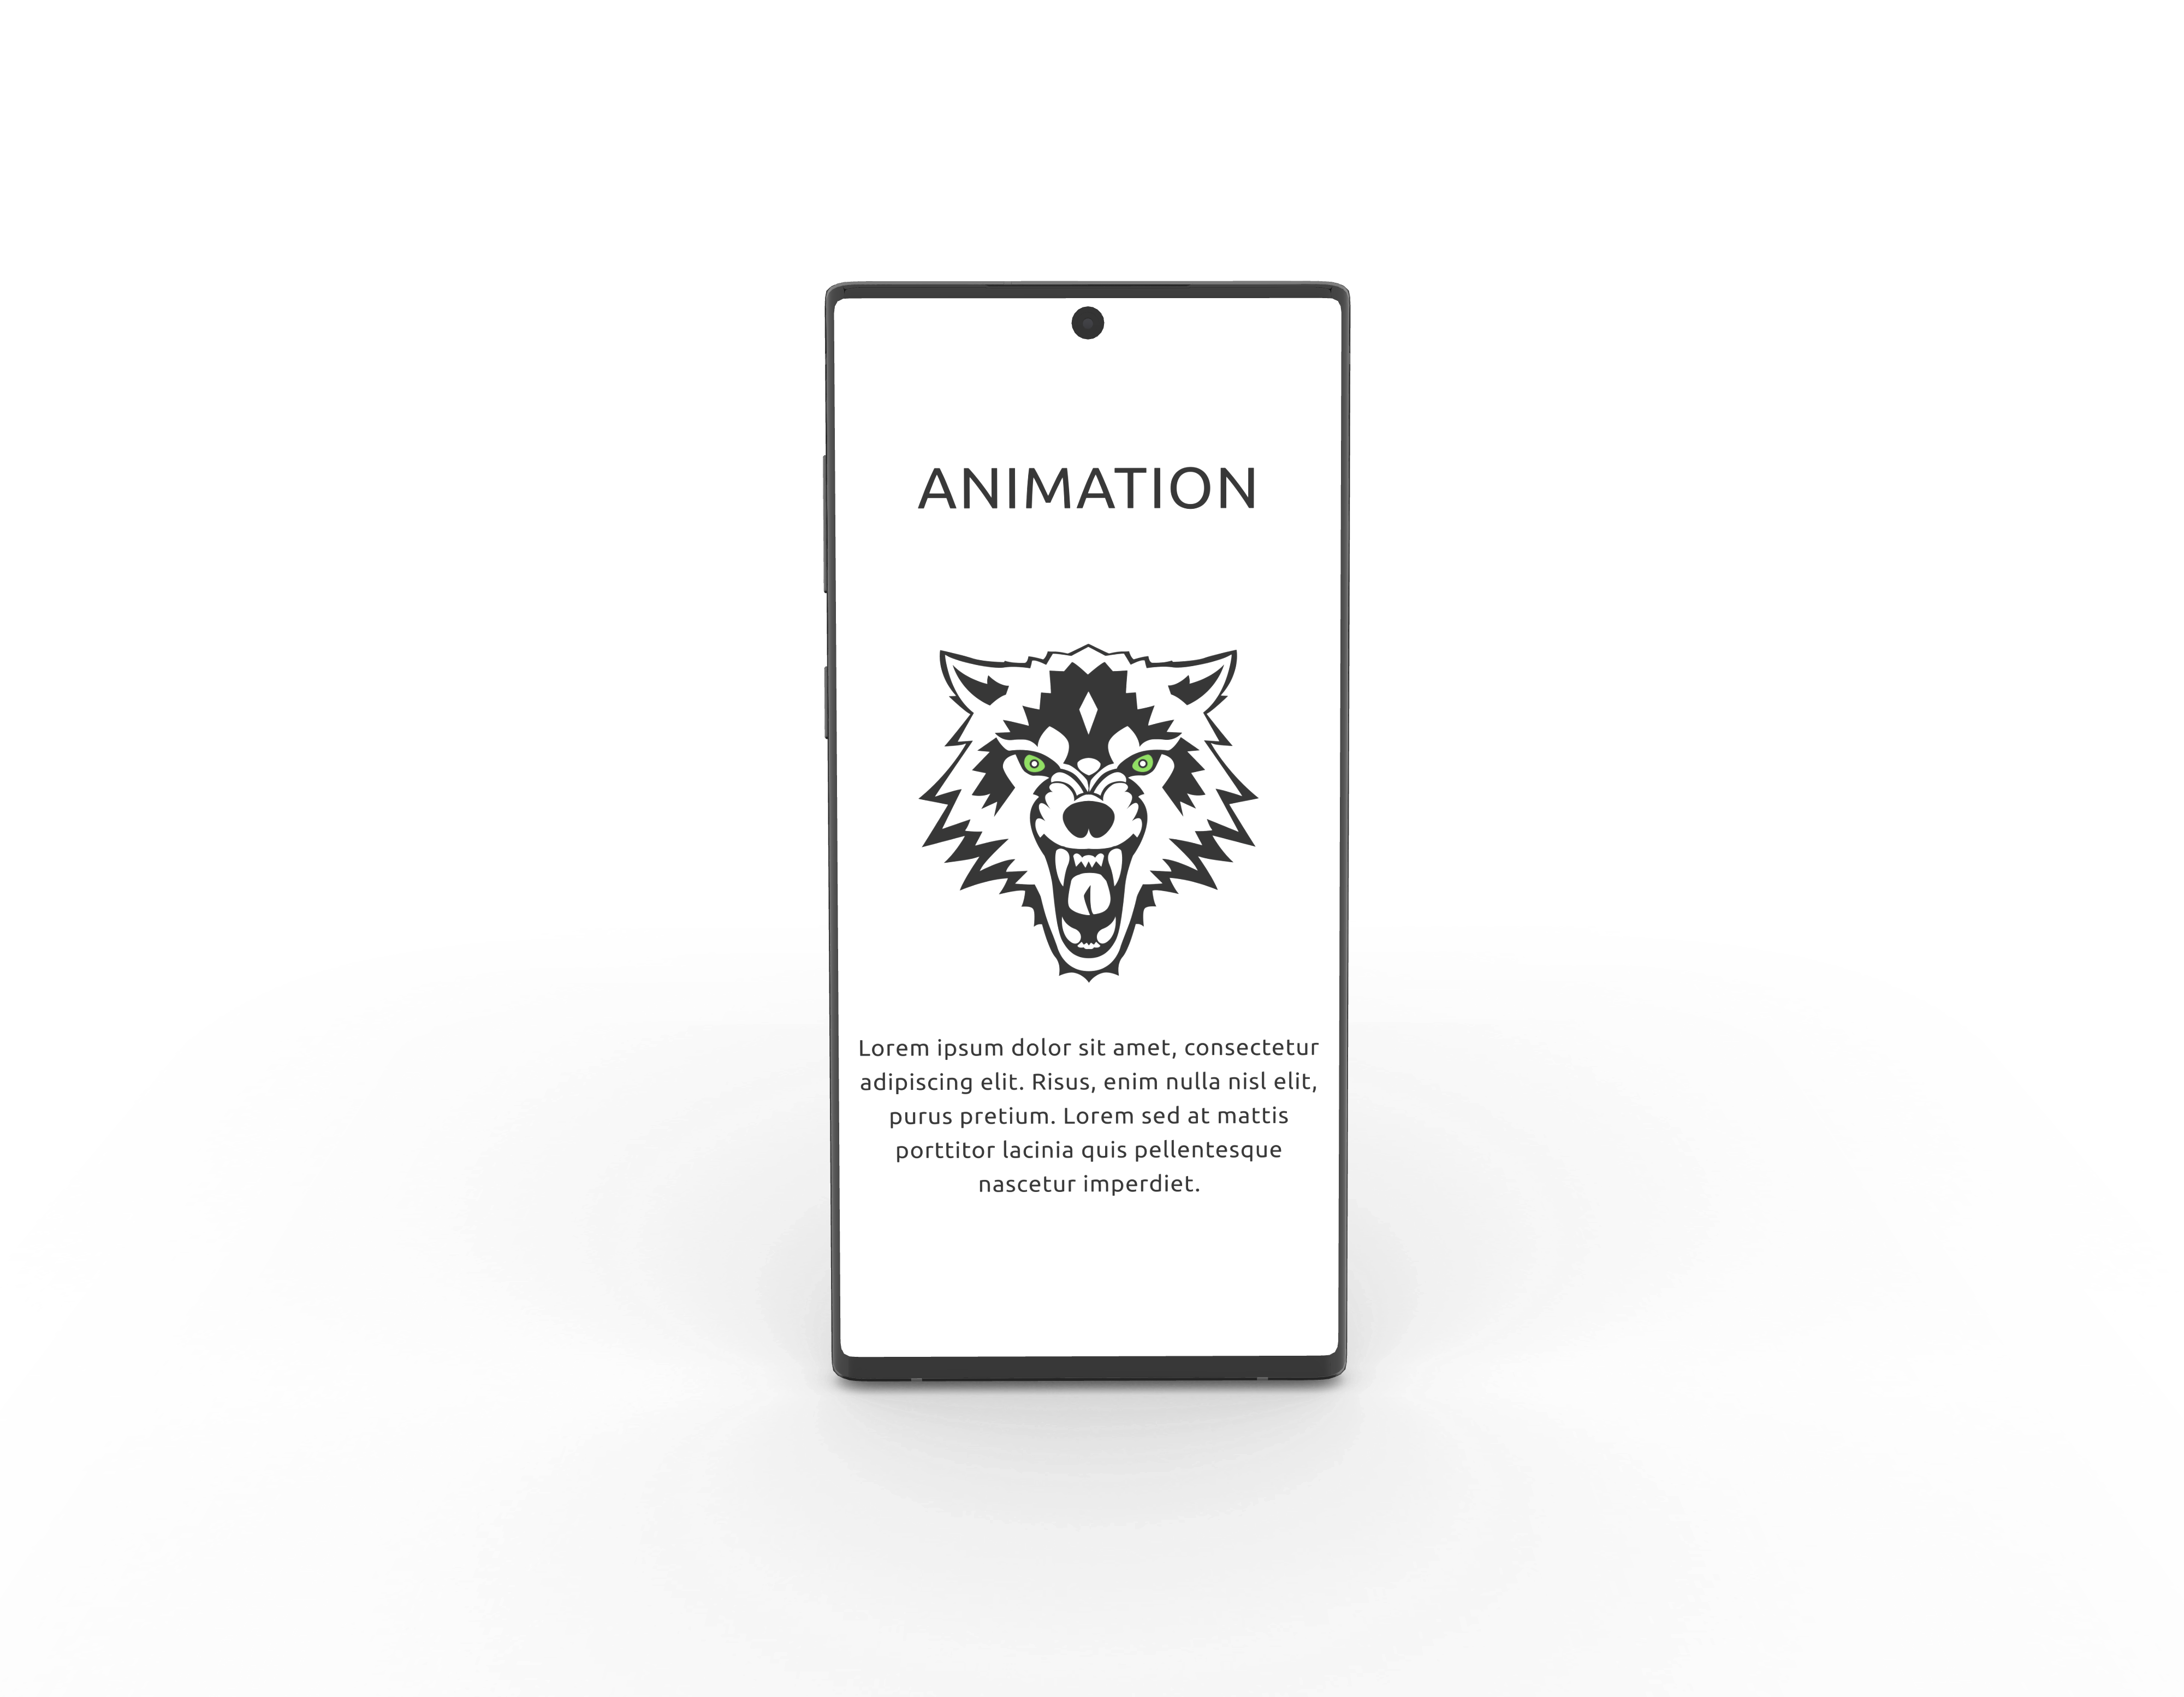 ANIMATION
Lorem ipsum dolor sit amet, consectetur
adipiscing elit. Risus, enim nulla nisl elit,
purus pretium. Lorem sed at mattis
porttitor lacinia quis pellentesque
nascetur imperdiet.